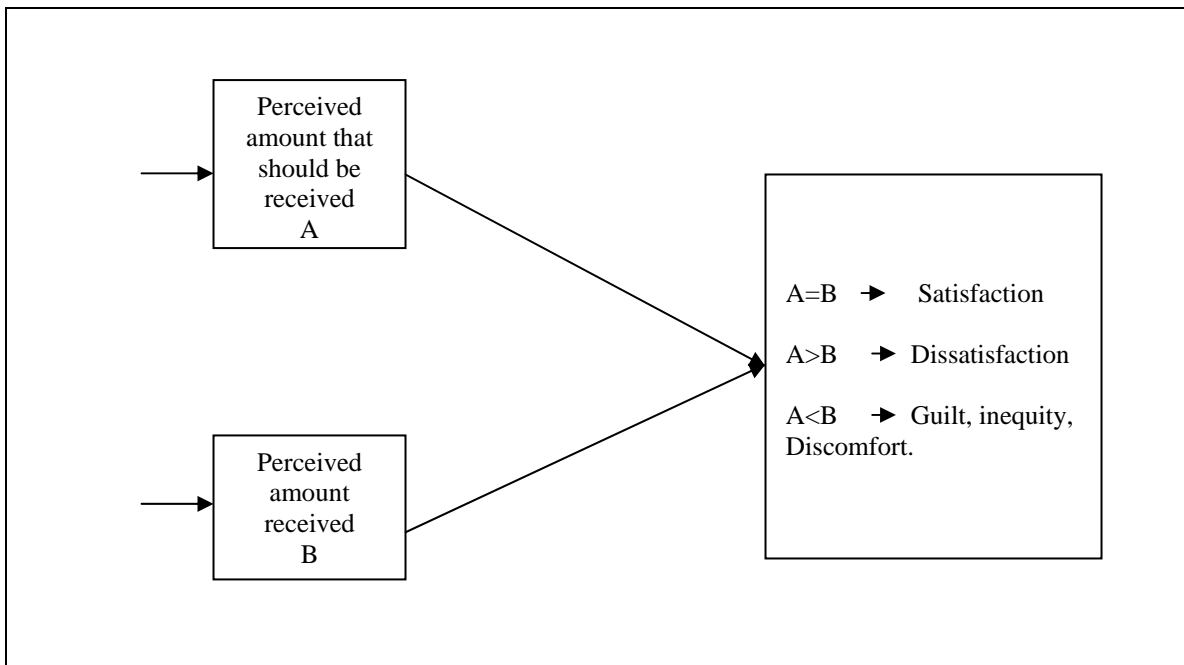 Perceived
amount that
should be
received
A
A=B → Satisfaction
A>B → Dissatisfaction
A<B → Guilt, inequity,
Discomfort.
Perceived
amount
received
B